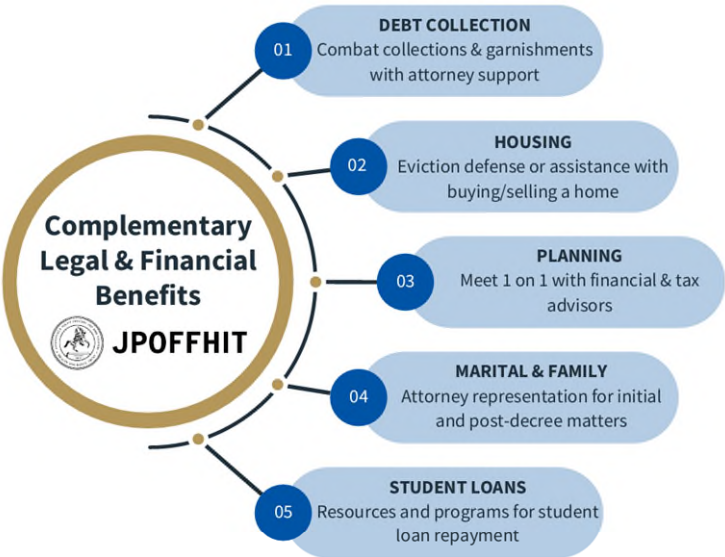 Complementary
Legal & Financial
Benefits
JPOFFHIT
01
DEBT COLLECTION
Combat collections & garnishments
with attorney support
02
HOUSING
Eviction defense or assistance with
buying/selling a home
03
PLANNING
Meet 1 on 1 with financial & tax
advisors
04
MARITAL & FAMILY
Attorney representation for initial
and post-decree matters
05
STUDENT LOANS
Resources and programs for student
loan repayment